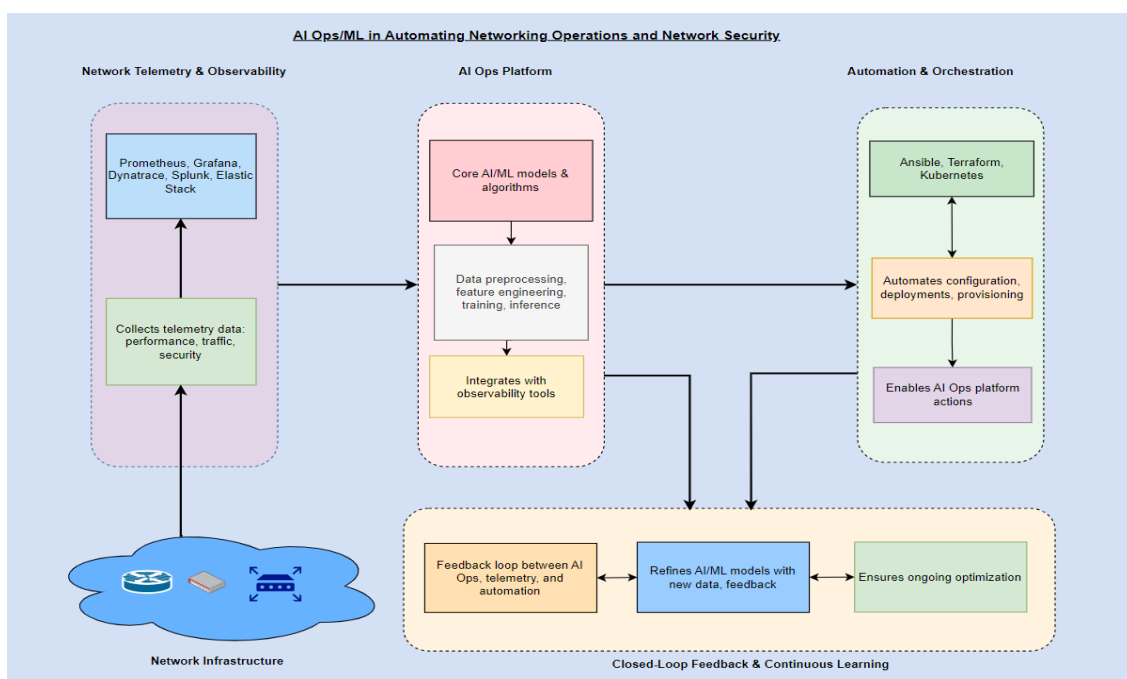 AI Ops/ML in Automating Networking Operations and Network Security
Network Telemetry & Observability
AI Ops Platform
Automation & Orchestration
Prometheus, Grafana,
Dynatrace, Splunk, Elastic
Stack
Collects telemetry data:
performance, traffic,
security
Core AI/ML models &
algorithms
Data preprocessing,
feature engineering,
training, inference
Integrates with
observability tools
Ansible, Terraform,
Kubernetes
Automates configuration,
deployments, provisioning
Enables AI Ops platform
actions
Network Infrastructure
Feedback loop between AI
Ops, telemetry, and
automation
Refines AI/ML models with
new data, feedback
Ensures ongoing optimization
Closed-Loop Feedback & Continuous Learning